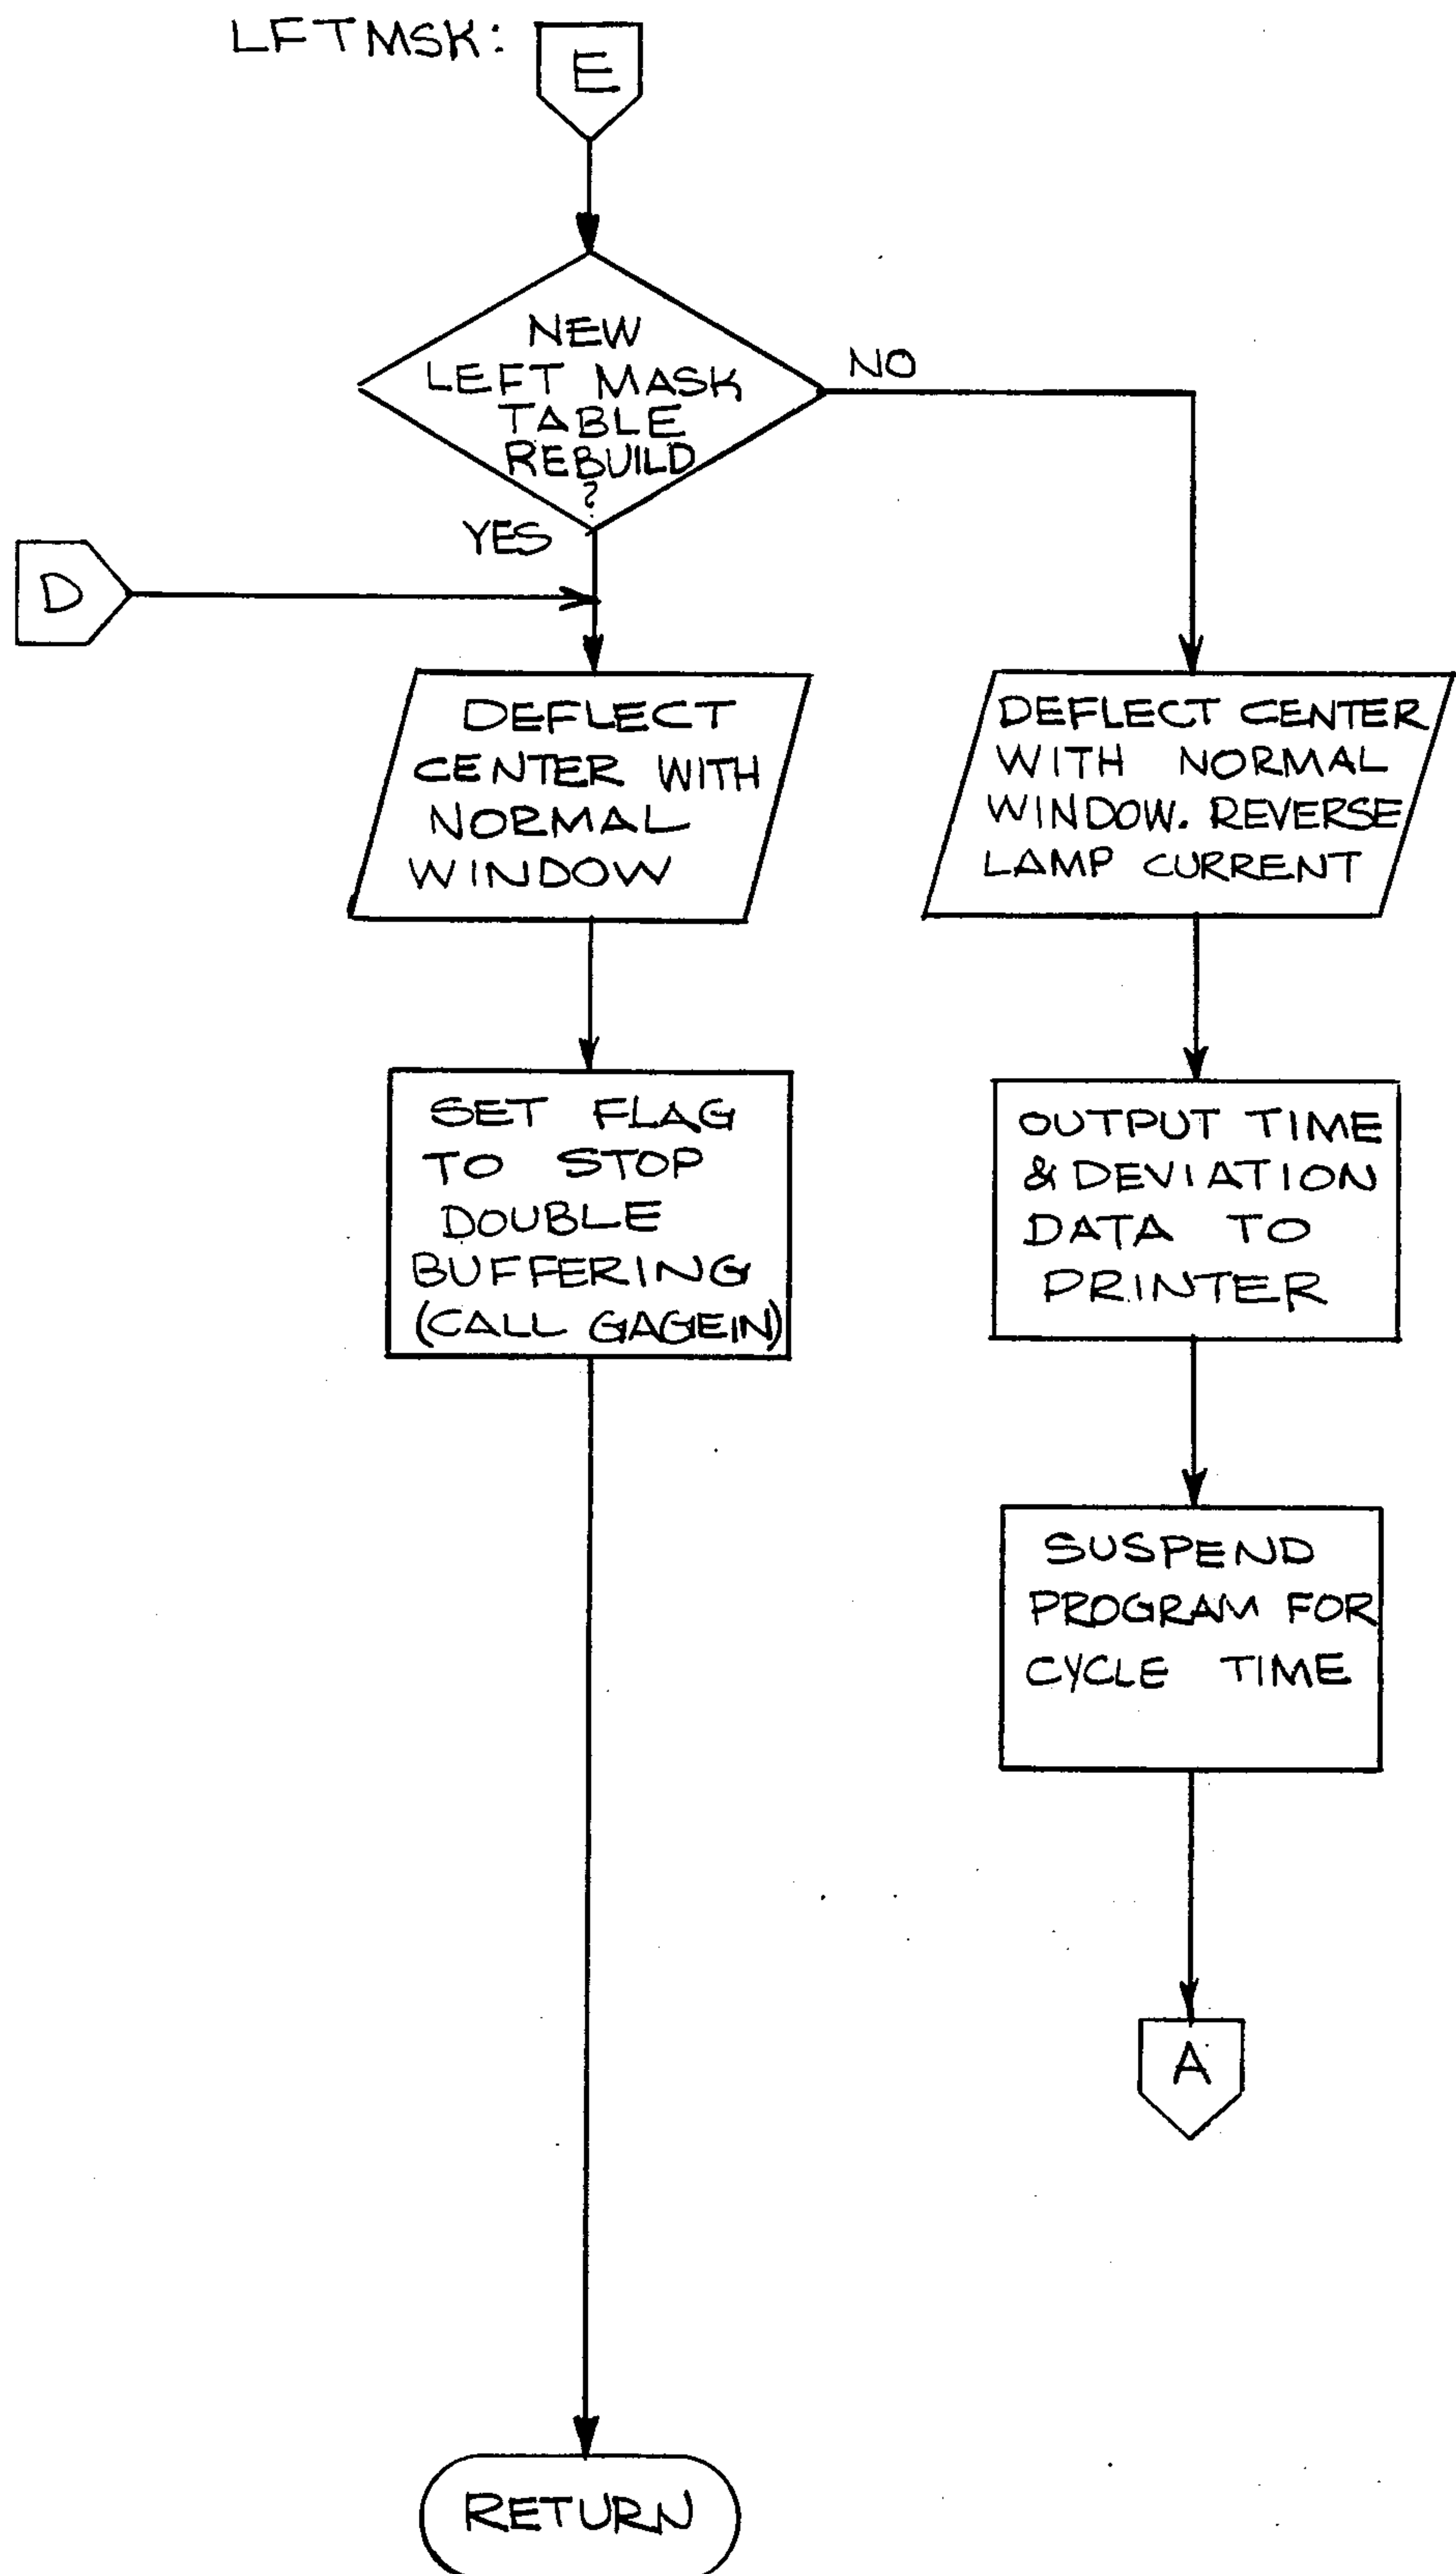 LFTMSK:
E
NEW
LEFT MASK
TABLE
REBUILD
?
NO
YES
D
DEFLECT
CENTER WITH
NORMAL
WINDOW
DEFLECT CENTER
WITH NORMAL
WINDOW. REVERSE
LAMP CURRENT
SET FLAG
TO STOP
DOUBLE
BUFFERING
(CALL GAGEIN)
OUTPUT TIME
& DEVIATION
DATA TO
PRINTER
SUSPEND
PROGRAM FOR
CYCLE TIME
A
RETURN